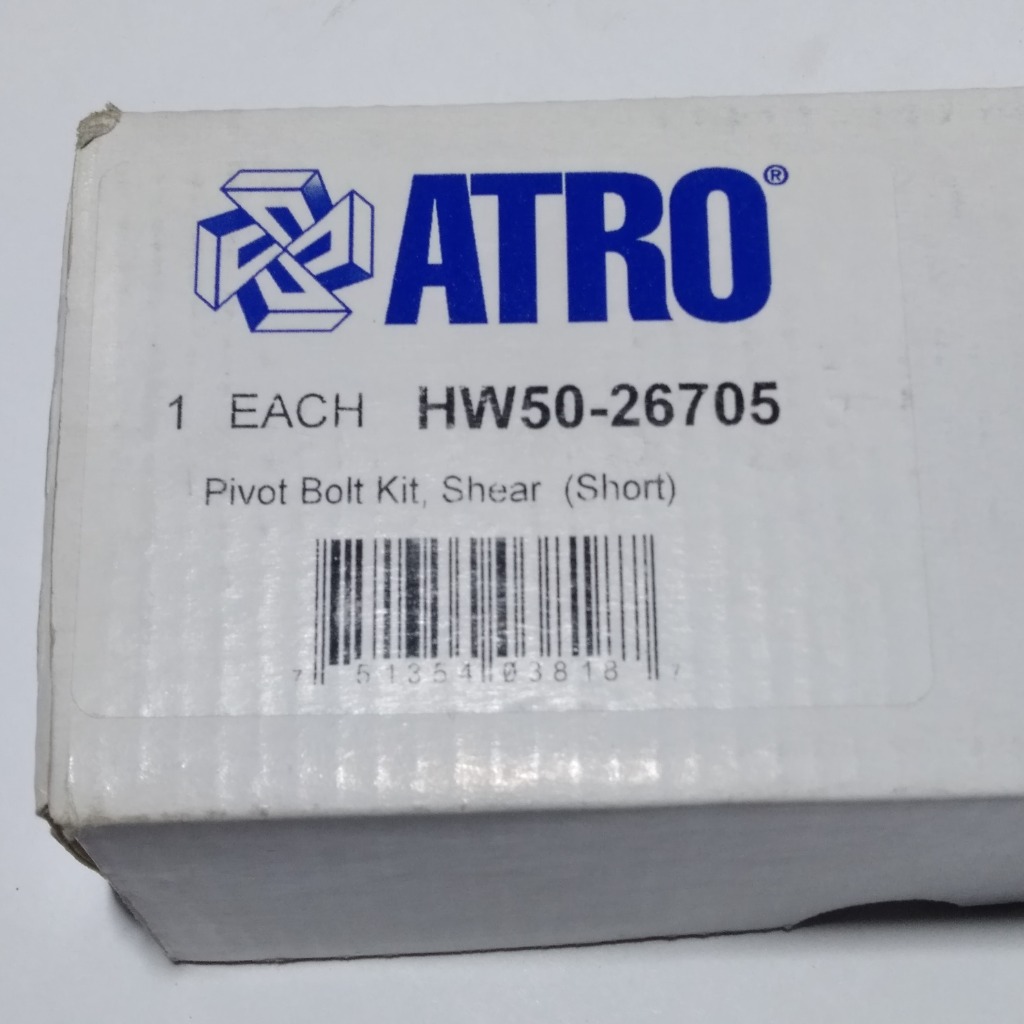 ATRO®
1 EACH HW50-26705
Pivot Bolt Kit, Shear (Short)
7 51354 03818 7